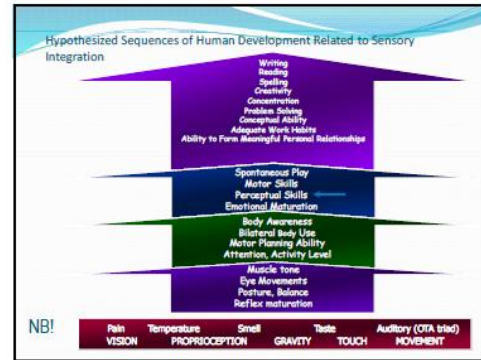 Hypothesized Sequences of Human Development Related to Sensory
Integration
Writing
Reading
Spelling
Creativity
Concentration
Problem Solving
Conceptual Ability
Adequate Work Habits
Ability to Form Meaningful Personal Relationships
Spontaneous Play
Motor Skills
Perceptual Skills
Emotional Maturation
Body Awareness
Bilateral Body Use
Motor Planning Ability
Attention, Activity Level
Muscle tone
Eye Movements
Posture, Balance
Reflex maturation
NB!
Pain Temperature Smell Taste Auditory (OTA triad)
VISION PROPRIOCEPTION GRAVITY TOUCH MOVEMENT